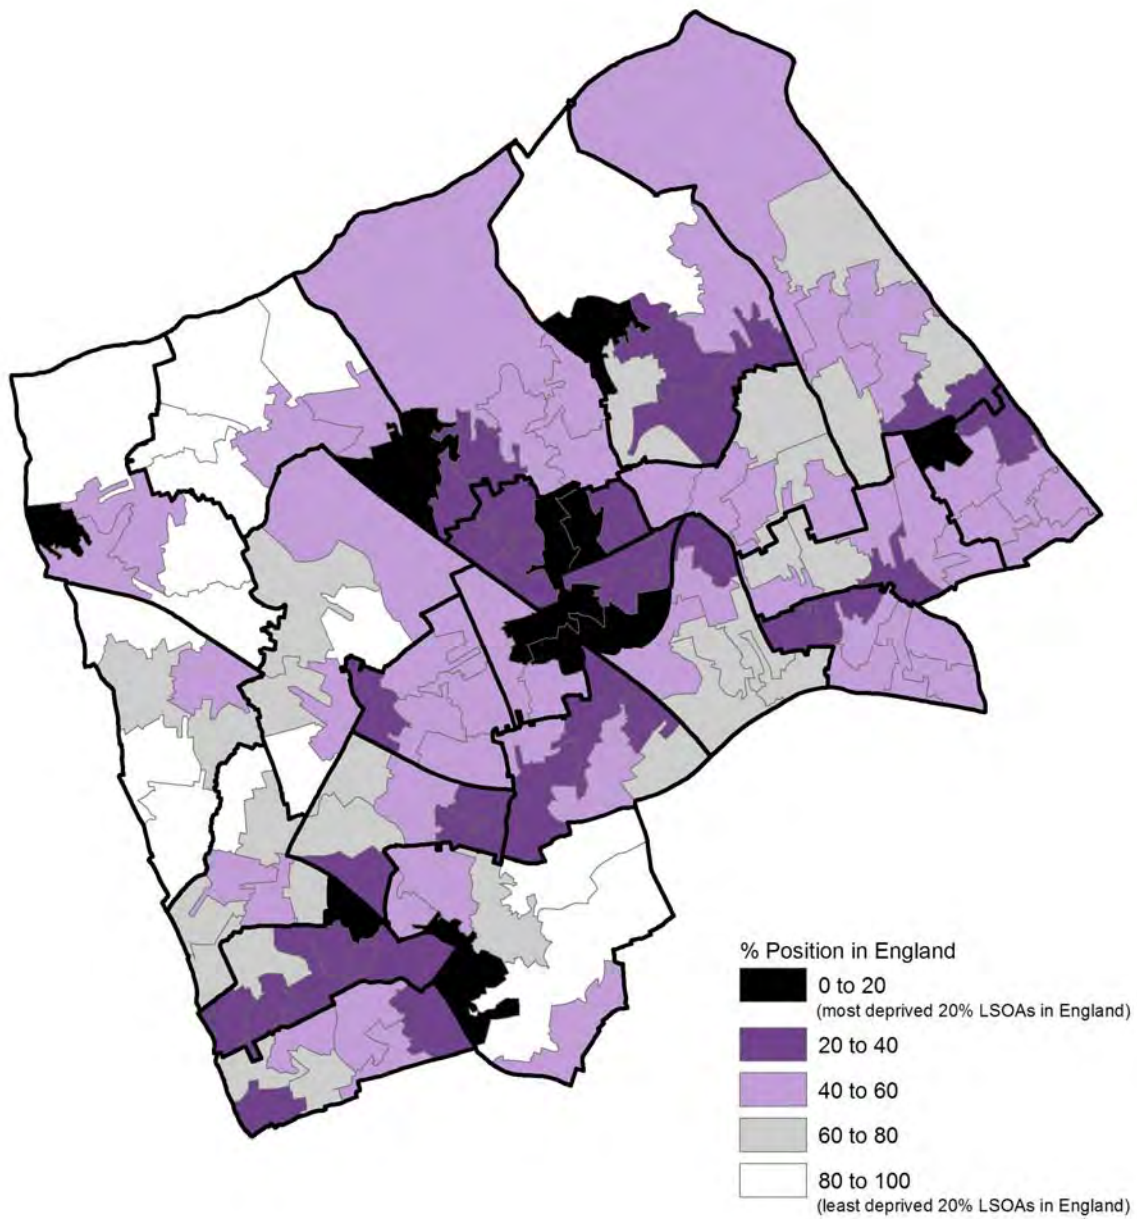 % Position in England
0 to 20
(most deprived 20% LSOAs in England)
20 to 40
40 to 60
60 to 80
80 to 100
(least deprived 20% LSOAs in England)